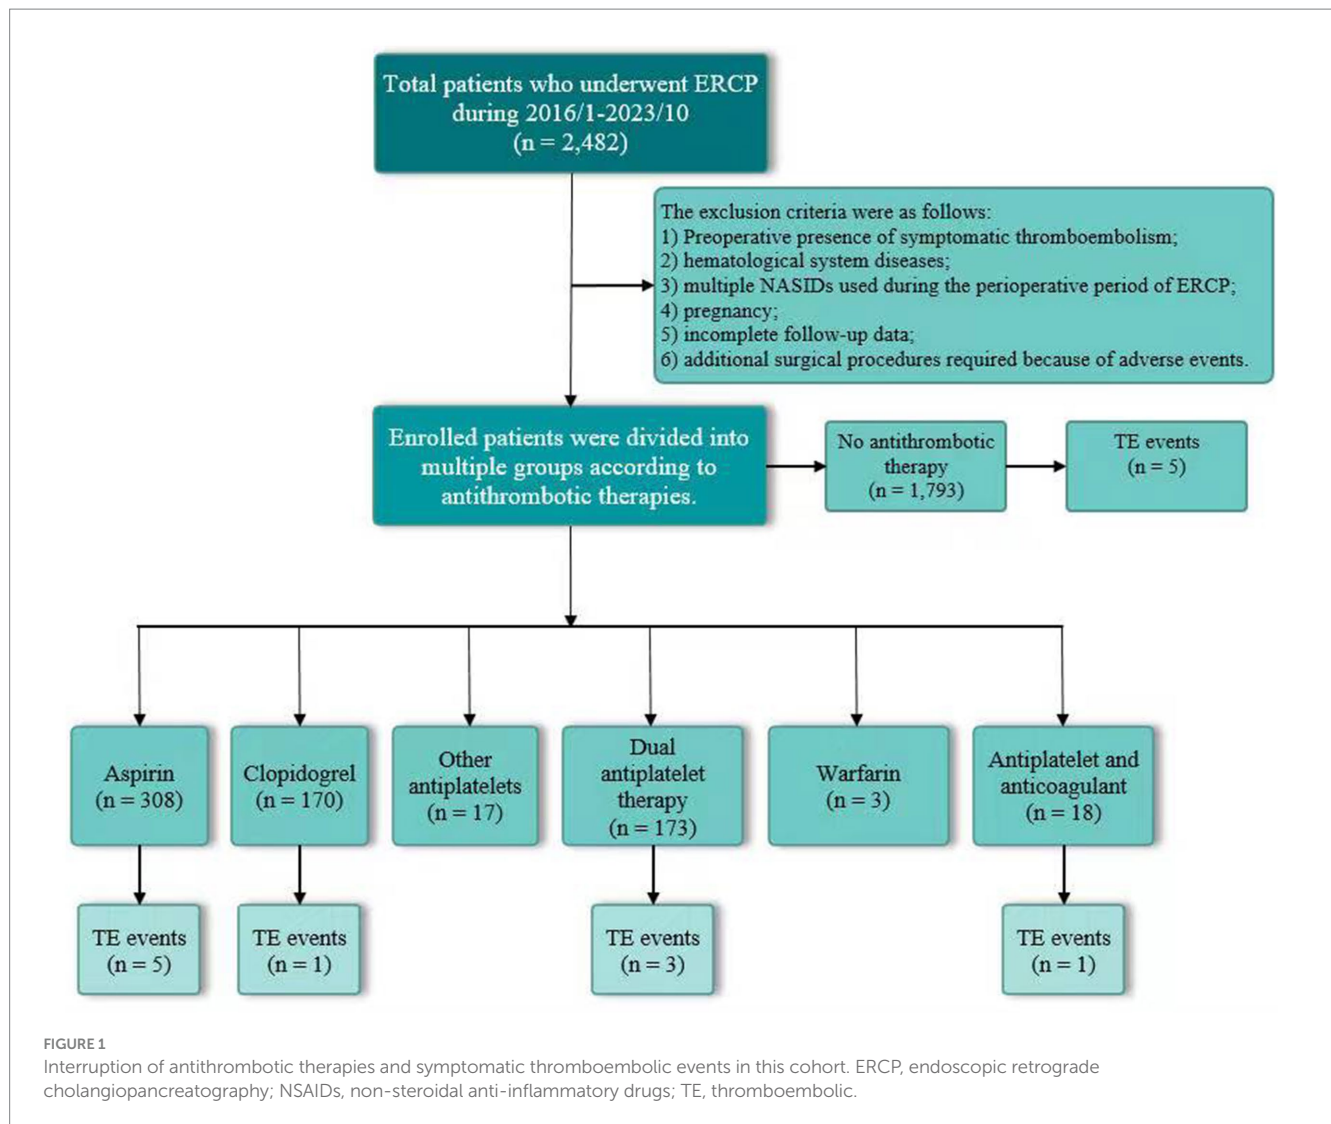 Total patients who underwent ERCP
during 2016/1-2023/10
(n = 2,482)
The exclusion criteria were as follows:
1) Preoperative presence of symptomatic thromboembolism;
2) hematological system diseases;
3) multiple NASIDs used during the perioperative period of ERCP;
4) pregnancy;
5) incomplete follow-up data;
6) additional surgical procedures required because of adverse events.
Enrolled patients were divided into
multiple groups according to
antithrombotic therapies.
No antithrombotic
therapy
(n = 1,793)
TE events
(n = 5)
Aspirin
(n = 308)
Clopidogrel
(n = 170)
Other
antiplatelets
(n = 17)
Dual
antiplatelet
therapy
(n = 173)
Warfarin
(n = 3)
Antiplatelet and
anticoagulant
(n = 18)
TE events
(n = 5)
TE events
(n = 1)
TE events
(n = 3)
TE events
(n = 1)
FIGURE 1
Interruption of antithrombotic therapies and symptomatic thromboembolic events in this cohort. ERCP, endoscopic retrograde
cholangiopancreatography; NSAIDs, non-steroidal anti-inflammatory drugs; TE, thromboembolic.